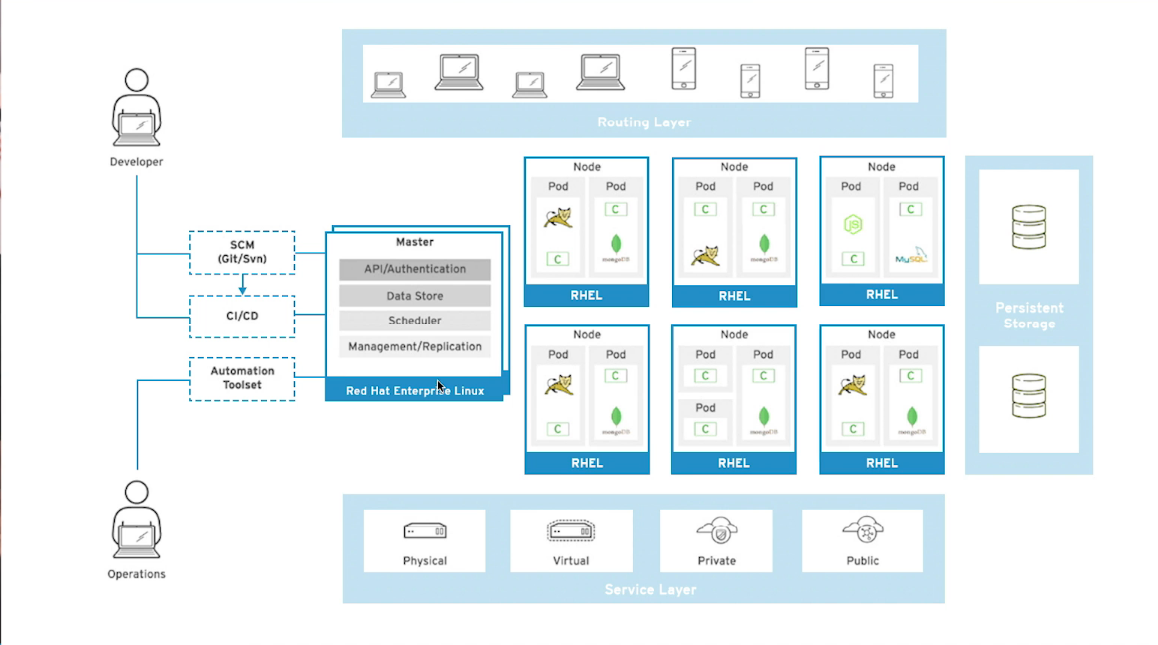 Routing Layer
Developer
SCM
(Git/Svn)
CI/CD
Automation
Toolset
Operations
Master
API/Authentication
Data Store
Scheduler
Management/Replication
Red Hat Enterprise Linux
Node
Pod
Pod
C
C
mongoDB
RHEL
Node
Pod
Pod
C
C
mongoDB
RHEL
Node
Pod
Pod
JS
C
C
MySQL
RHEL
Node
Pod
Pod
C
C
mongoDB
RHEL
Node
Pod
Pod
C
C
Pod
C
mongoDB
RHEL
Node
Pod
Pod
C
C
mongoDB
RHEL
Persistent
Storage
Physical
Virtual
Private
Public
Service Layer